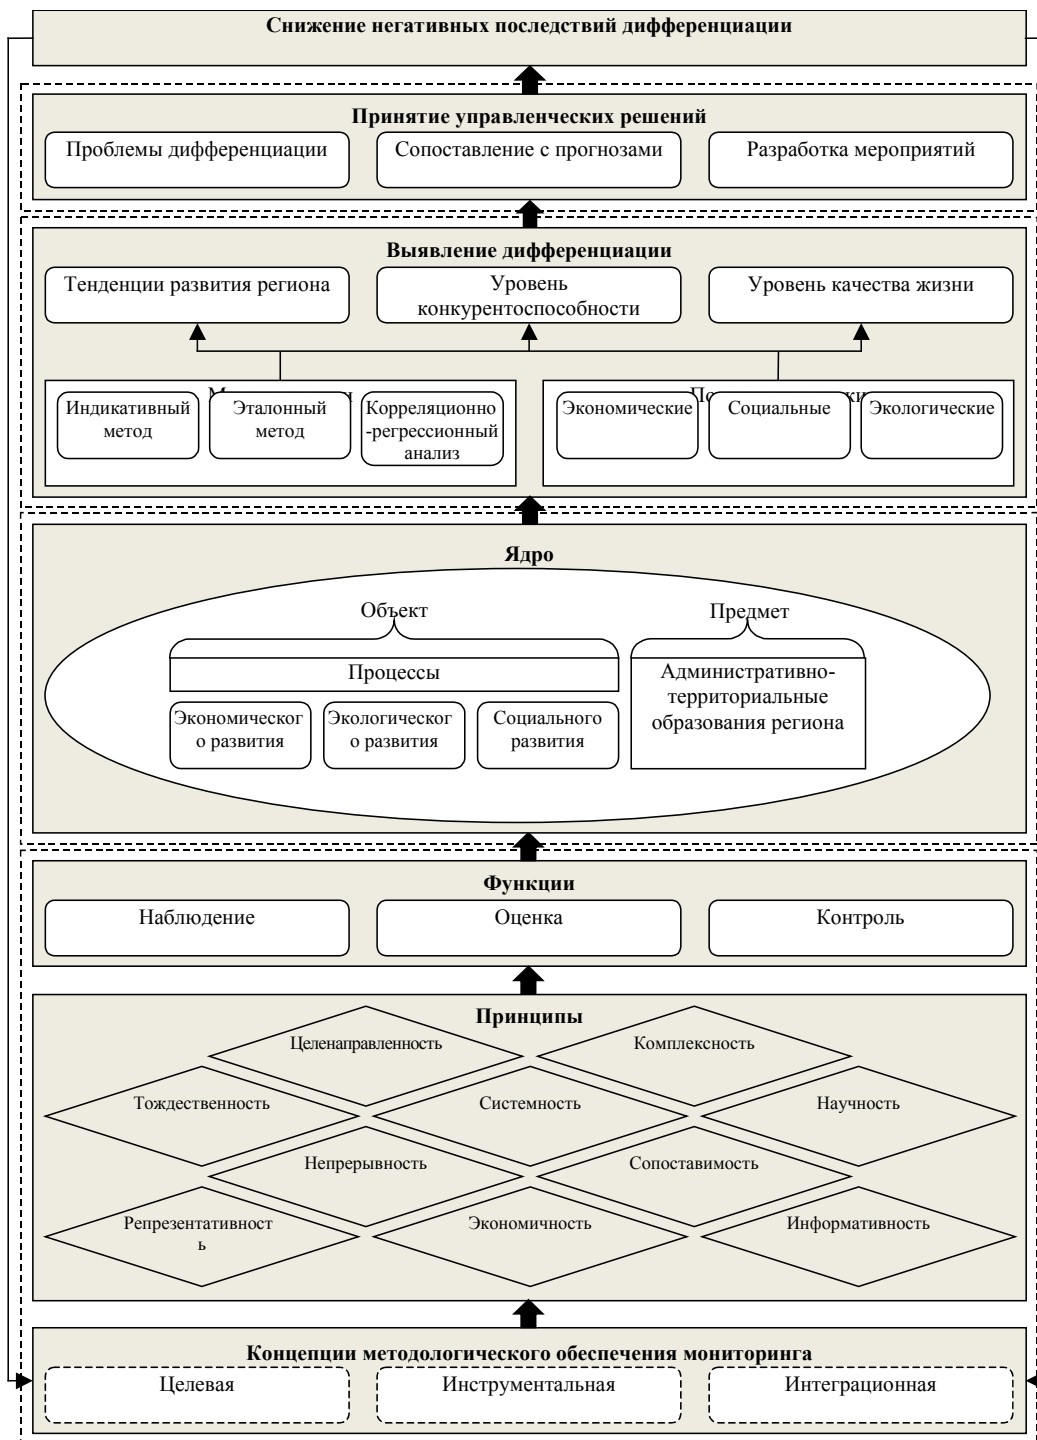 Снижение негативных последствий дифференциации
Принятие управленческих решений
Проблемы дифференциации
Сопоставление с прогнозами
Разработка мероприятий
Выявление дифференциации
Тенденции развития региона
Уровень
конкурентоспособности
Уровень качества жизни
Индикативный
метод
Эталонный
метод
Корреляционно
-регрессионный
анализ
Экономические
Социальные
Экологические
Ядро
Объект
Предмет
Процессы
Экономическог
о развития
Экологическог
о развития
Социального
развития
Административно-
территориальные
образования региона
Функции
Наблюдение
Оценка
Контроль
Принципы
Целенаправленность
Комплексность
Тождественность
Системность
Научность
Непрерывность
Сопоставимость
Репрезентативност
ь
Экономичность
Информативность
Концепции методологического обеспечения мониторинга
Целевая
Инструментальная
Интеграционная